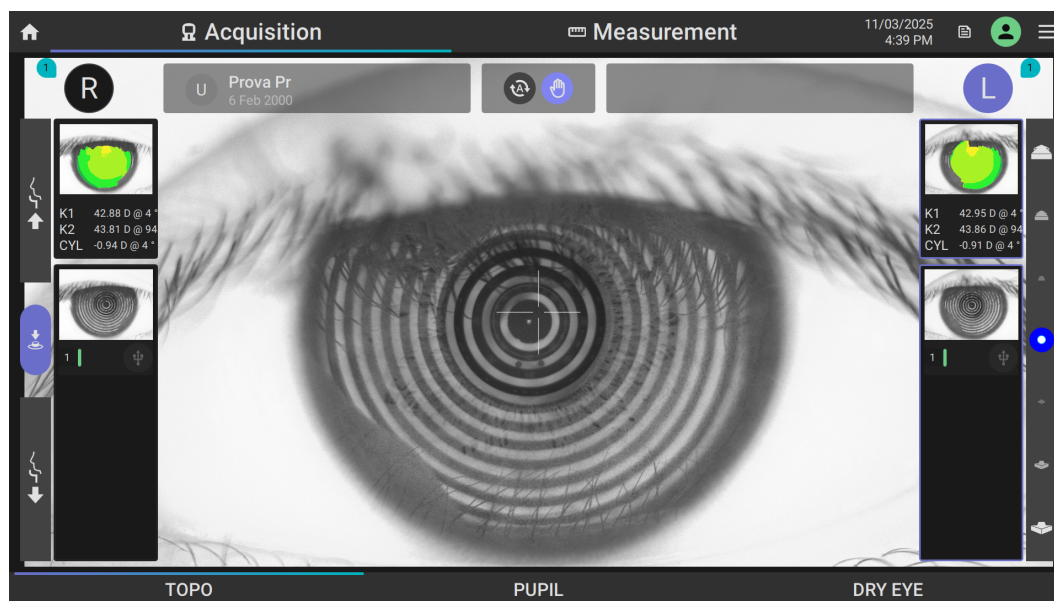 Acquisition
Measurement
11/03/2025
4:39 PM
1
R
U
Prova Pr
6 Feb 2000
A
L
1
K1 42.88 D @ 4 °
K2 43.81 D @ 94
CYL -0.94 D @ 4 °
1
K1 42.95 D @ 4 °
K2 43.86 D @ 94
CYL -0.91 D @ 4 °
1
TOPO
PUPIL
DRY EYE